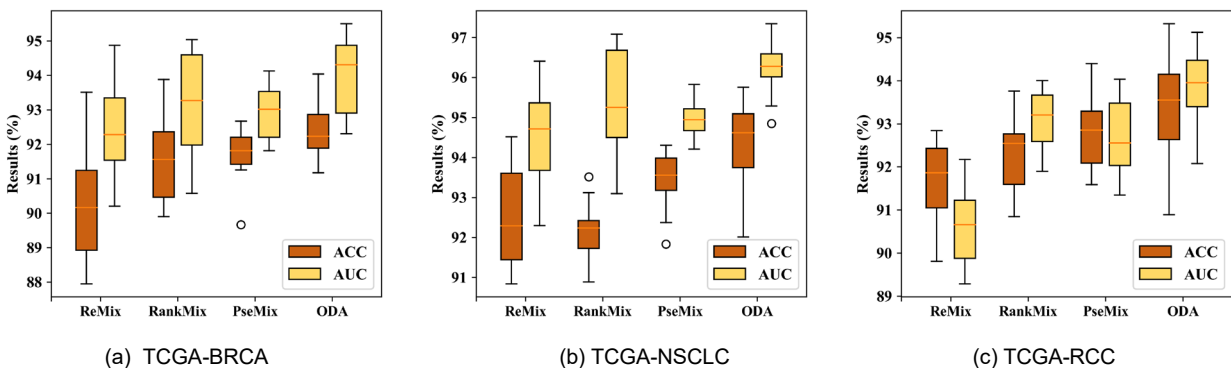 Results (%)
95
94
93
92
91
90
89
88
ACC
AUC
ReMix RankMix PseMix ODA
(a) TCGA-BRCA
Results (%)
97
96
95
94
93
92
91
ACC
AUC
ReMix RankMix PseMix ODA
(b) TCGA-NSCLC
Results (%)
95
94
93
92
91
90
89
ACC
AUC
ReMix RankMix PseMix ODA
(c) TCGA-RCC